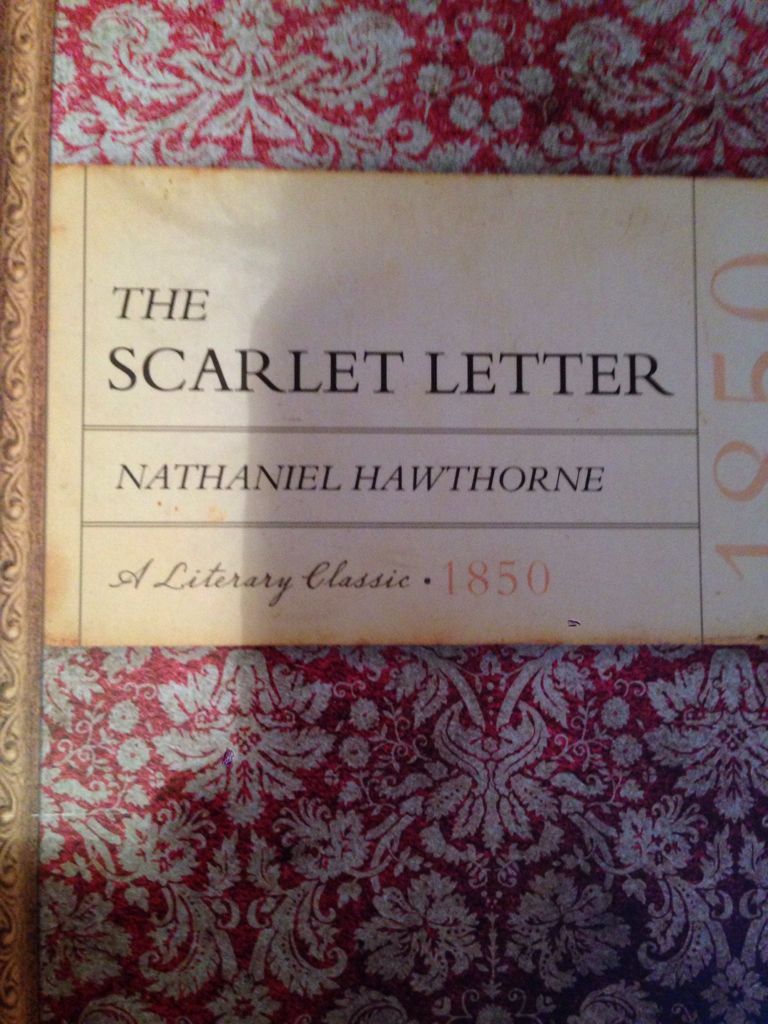 THE
SCARLET LETTER
NATHANIEL HAWTHORNE
A Literary Classic • 1850
1850